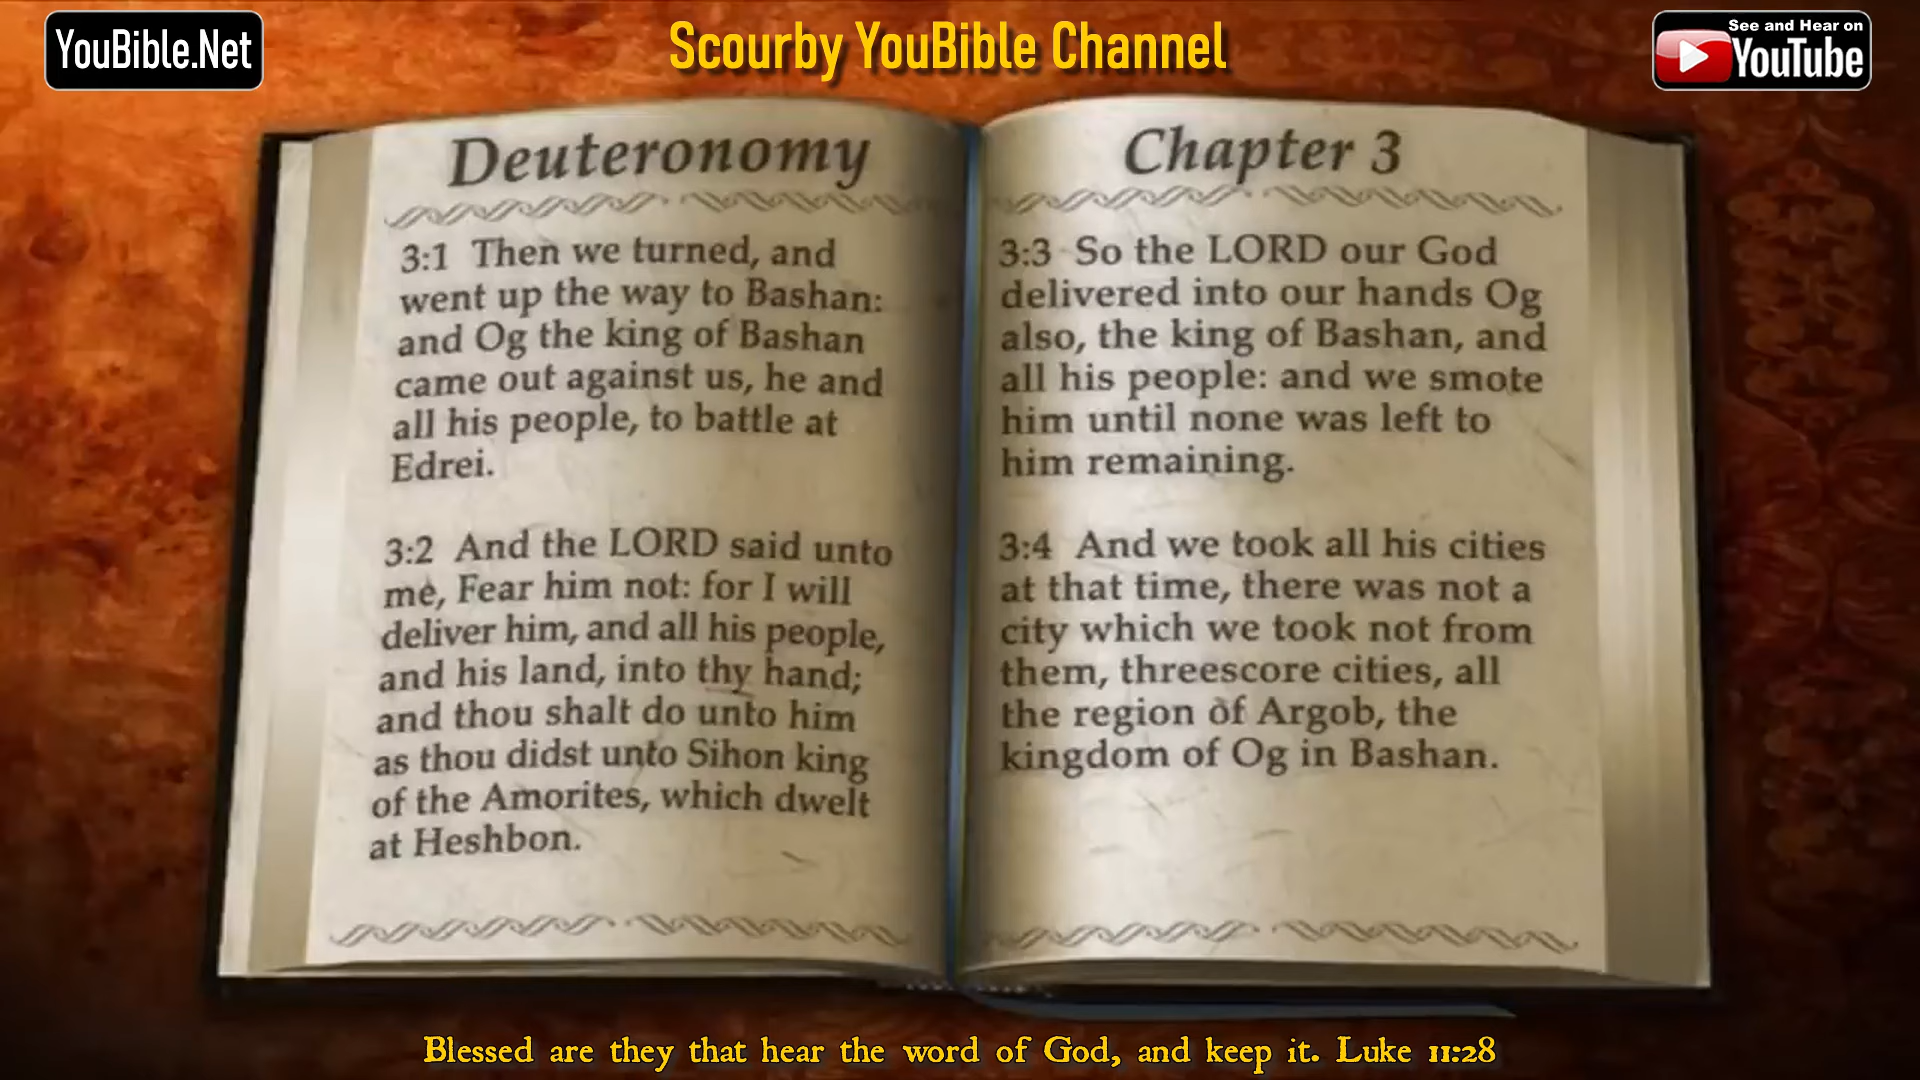 YouBible.Net
Scourby YouBible Channel
See and Hear on
YouTube
Deuteronomy
3:1 Then we turned, and
went up the way to Bashan:
and Og the king of Bashan
came out against us, he and
all his people, to battle at
Edrei.
3:2 And the LORD said unto
me, Fear him not: for I will
deliver him, and all his people,
and his land, into thy hand;
and thou shalt do unto him
as thou didst unto Sihon king
of the Amorites, which dwelt
at Heshbon.
Chapter 3
3:3 So the LORD our God
delivered into our hands Og
also, the king of Bashan, and
all his people: and we smote
him until none was left to
him remaining.
3:4 And we took all his cities
at that time, there was not a
city which we took not from
them, threescore cities, all
the region of Argob, the
kingdom of Og in Bashan.
Blessed are they that hear the word of God, and keep it. Luke 11:28